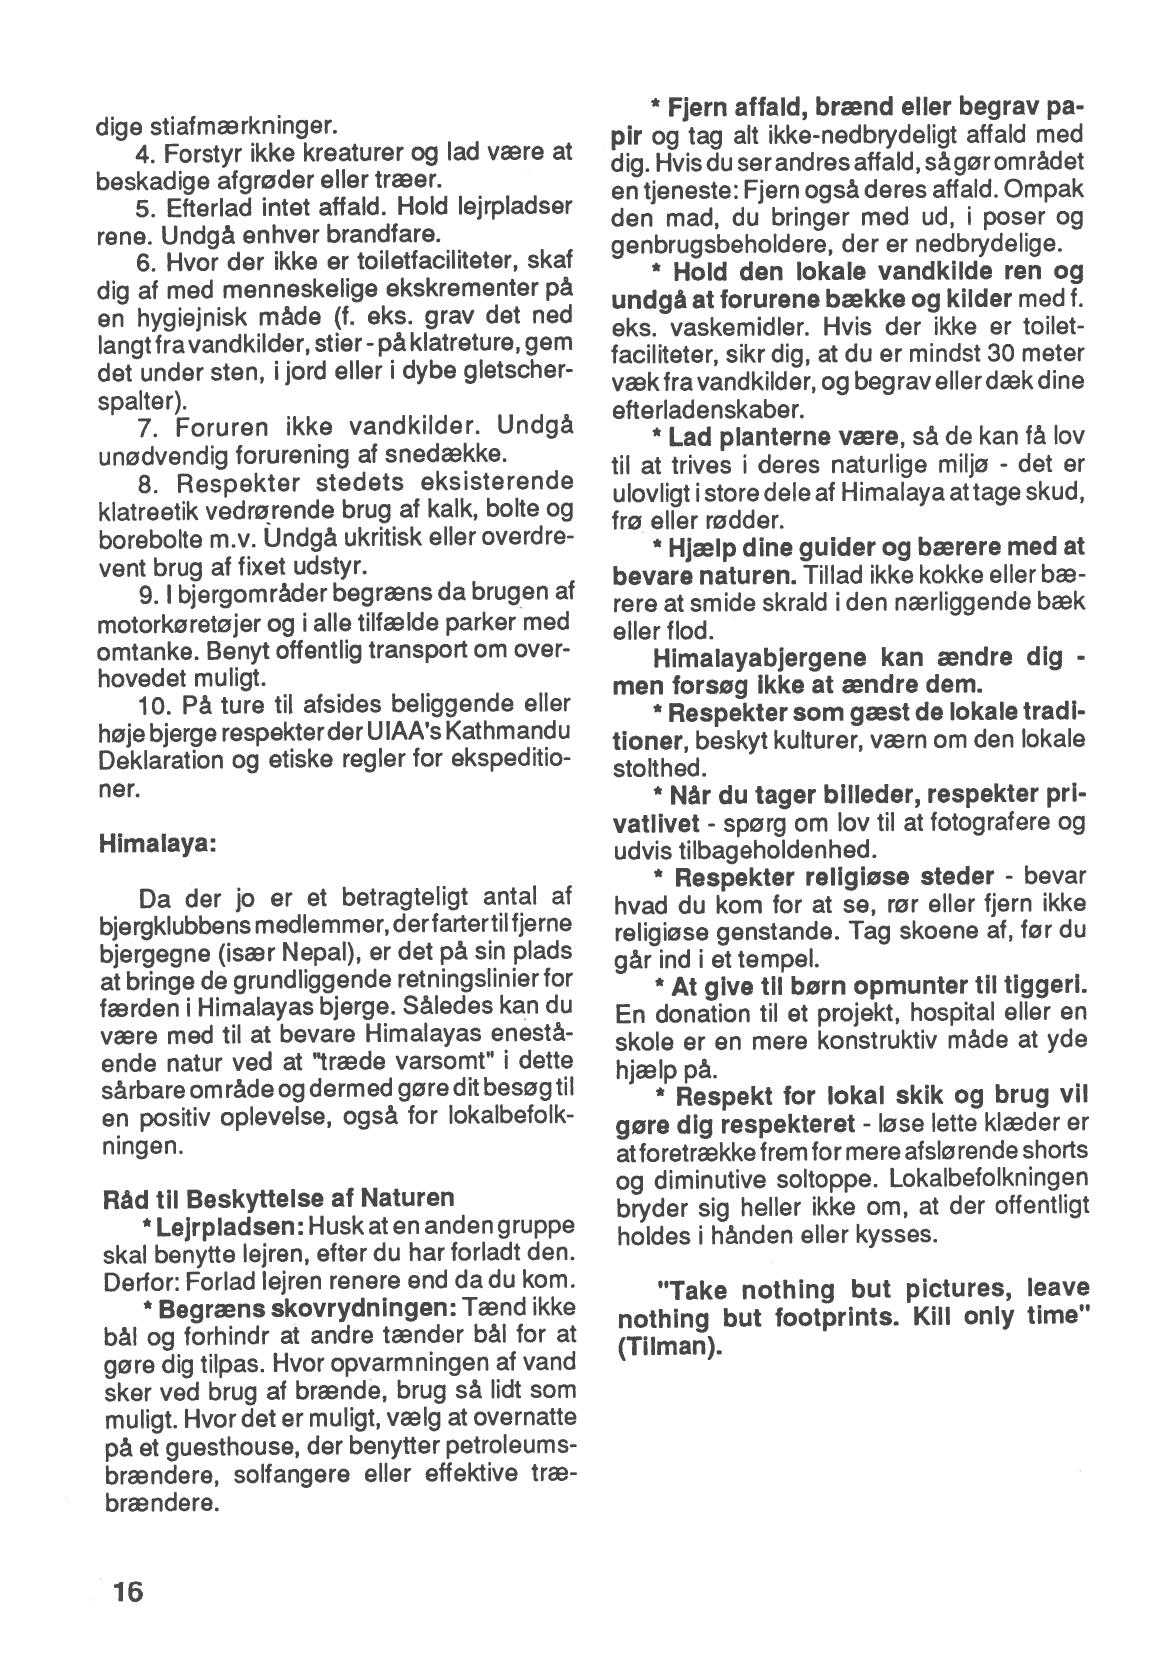 dige stiafmærkninger.
4. Forstyr ikke kreaturer og lad være at
beskadige afgrøder eller træer.
5. Efterlad intet affald. Hold lejrpladser
rene. Undgå enhver brandfare.
6. Hvor der ikke er toiletfaciliteter, skaf
dig af med menneskelige ekskrementer på
en hygiejnisk måde (f. eks. grav det ned
langt fra vandkilder, stier - på klatreture, gem
det under sten, i jord eller i dybe gletscher-
spalter).
7. Foruren ikke vandkilder. Undgå
unødvendig forurening af snedække.
8. Respekter stedets eksisterende
klatreetik vedrørende brug af kalk, bolte og
borebolte m.v. Undgå ukritisk eller overdre-
vent brug af fixet udstyr.
9. I bjergområder begræns da brugen af
motorkøretøjer og i alle tilfælde parker med
omtanke. Benyt offentlig transport om over-
hovedet muligt.
10. På ture til afsides beliggende eller
høje bjerge respekter der UIAA's Kathmandu
Deklaration og etiske regler for ekspeditio-
ner.
Himalaya:
Da der jo er et betragteligt antal af
bjergklubbens medlemmer, der farter til fjerne
bjergegne (især Nepal), er det på sin plads
at bringe de grundliggende retningslinier for
færden i Himalayas bjerge. Således kan du
være med til at bevare Himalayas enestå-
ende natur ved at "træde varsomt" i dette
sårbare område og dermed gøre dit besøg til
en positiv oplevelse, også for lokalbefolk-
ningen.
Råd til Beskyttelse af Naturen
* Lejrpladsen: Husk at en anden gruppe
skal benytte lejren, efter du har forladt den.
Derfor: Forlad lejren renere end da du kom.
* Begræns skovrydningen: Tænd ikke
bål og forhindr at andre tænder bål for at
gøre dig tilpas. Hvor opvarmningen af vand
sker ved brug af brænde, brug så lidt som
muligt. Hvor det er muligt, vælg at overnatte
på et guesthouse, der benytter petroleums-
brændere, solfangere eller effektive træ-
brændere.
* Fjern affald, brænd eller begrav pa-
pir og tag alt ikke-nedbrydeligt affald med
dig. Hvis du ser andres affald, så gør området
en tjeneste: Fjern også deres affald. Ompak
den mad, du bringer med ud, i poser og
genbrugsbeholdere, der er nedbrydelige.
* Hold den lokale vandkilde ren og
undgå at forurene bække og kilder med f.
eks. vaskemidler. Hvis der ikke er toilet-
faciliteter, sikr dig, at du er mindst 30 meter
væk fra vandkilder, og begrav eller dæk dine
efterladenskaber.
* Lad planterne være, så de kan få lov
til at trives i deres naturlige miljø - det er
ulovligt i store dele af Himalaya at tage skud,
frø eller rødder.
* Hjælp dine guider og bærere med at
bevare naturen. Tillad ikke kokke eller bæ-
rere at smide skrald i den nærliggende bæk
eller flod.
Himalayabjergene kan ændre dig -
men forsøg ikke at ændre dem.
* Respekter som gæst de lokale tradi-
tioner, beskyt kulturer, værn om den lokale
stolthed.
* Når du tager billeder, respekter pri-
vatlivet - spørg om lov til at fotografere og
udvis tilbageholdenhed.
* Respekter religiøse steder - bevar
hvad du kom for at se, rør eller fjern ikke
religiøse genstande. Tag skoene af, før du
går ind i et tempel.
* At give til børn opmunter til tiggeri.
En donation til et projekt, hospital eller en
skole er en mere konstruktiv måde at yde
hjælp på.
* Respekt for lokal skik og brug vil
gøre dig respekteret - løse lette klæder er
at foretrække frem for mere afslørende shorts
og diminutive soltoppe. Lokalbefolkningen
bryder sig heller ikke om, at der offentligt
holdes i hånden eller kysses.
"Take nothing but pictures, leave
nothing but footprints. Kill only time"
(Tilman).
16